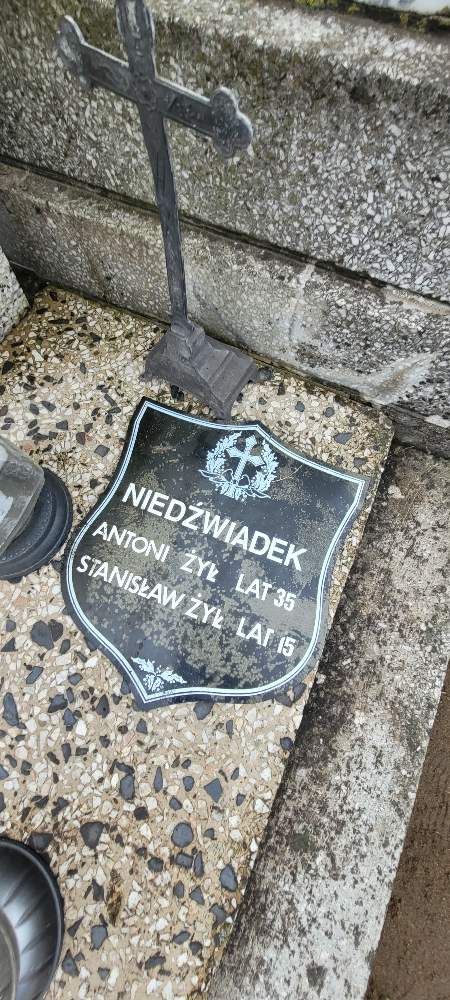 NIEDŹWIADEK
ANTONI ŻYŁ LAT 35
STANISŁAW ŻYŁ LAT 15